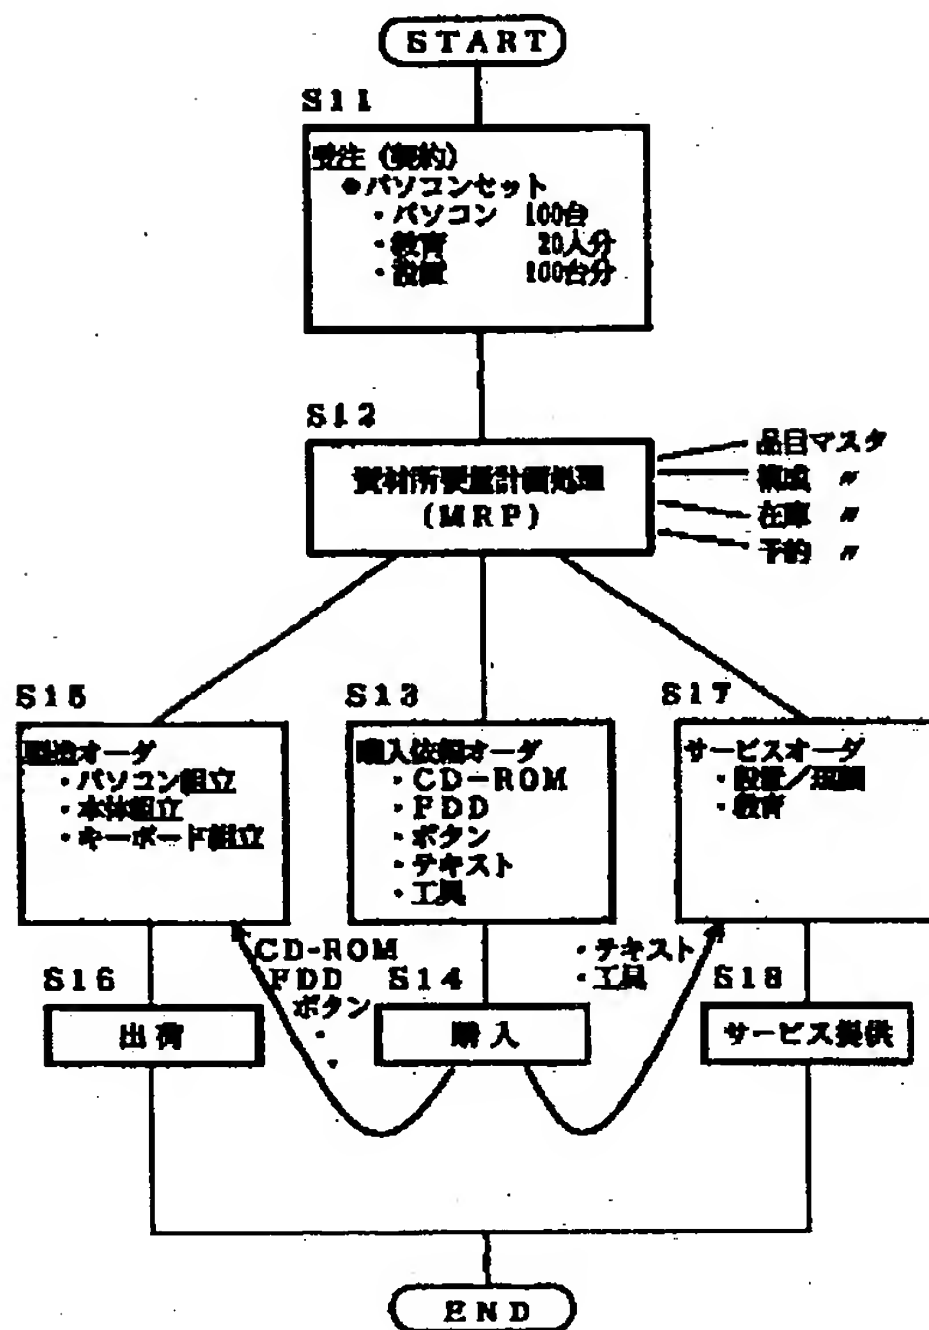 START
S11
受注(契約)
●パソコンセット
・パソコン 100台
・教育 20人分
・設置 100台分
S12
資材所要量計画処理
(MRP)
品目マスタ
構成 〃
在庫 〃
予約 〃
S15
製造オーダ
・パソコン組立
・本体組立
・キーボード組立
S13
購入依頼オーダ
・CD-ROM
・FDD
・ボタン
・テキスト
・工具
S17
サービスオーダ
・設置/現調
・教育
CD-ROM
FDD
ボタン
・テキスト
・工具
S16
出荷
S14
購入
S18
サービス提供
END